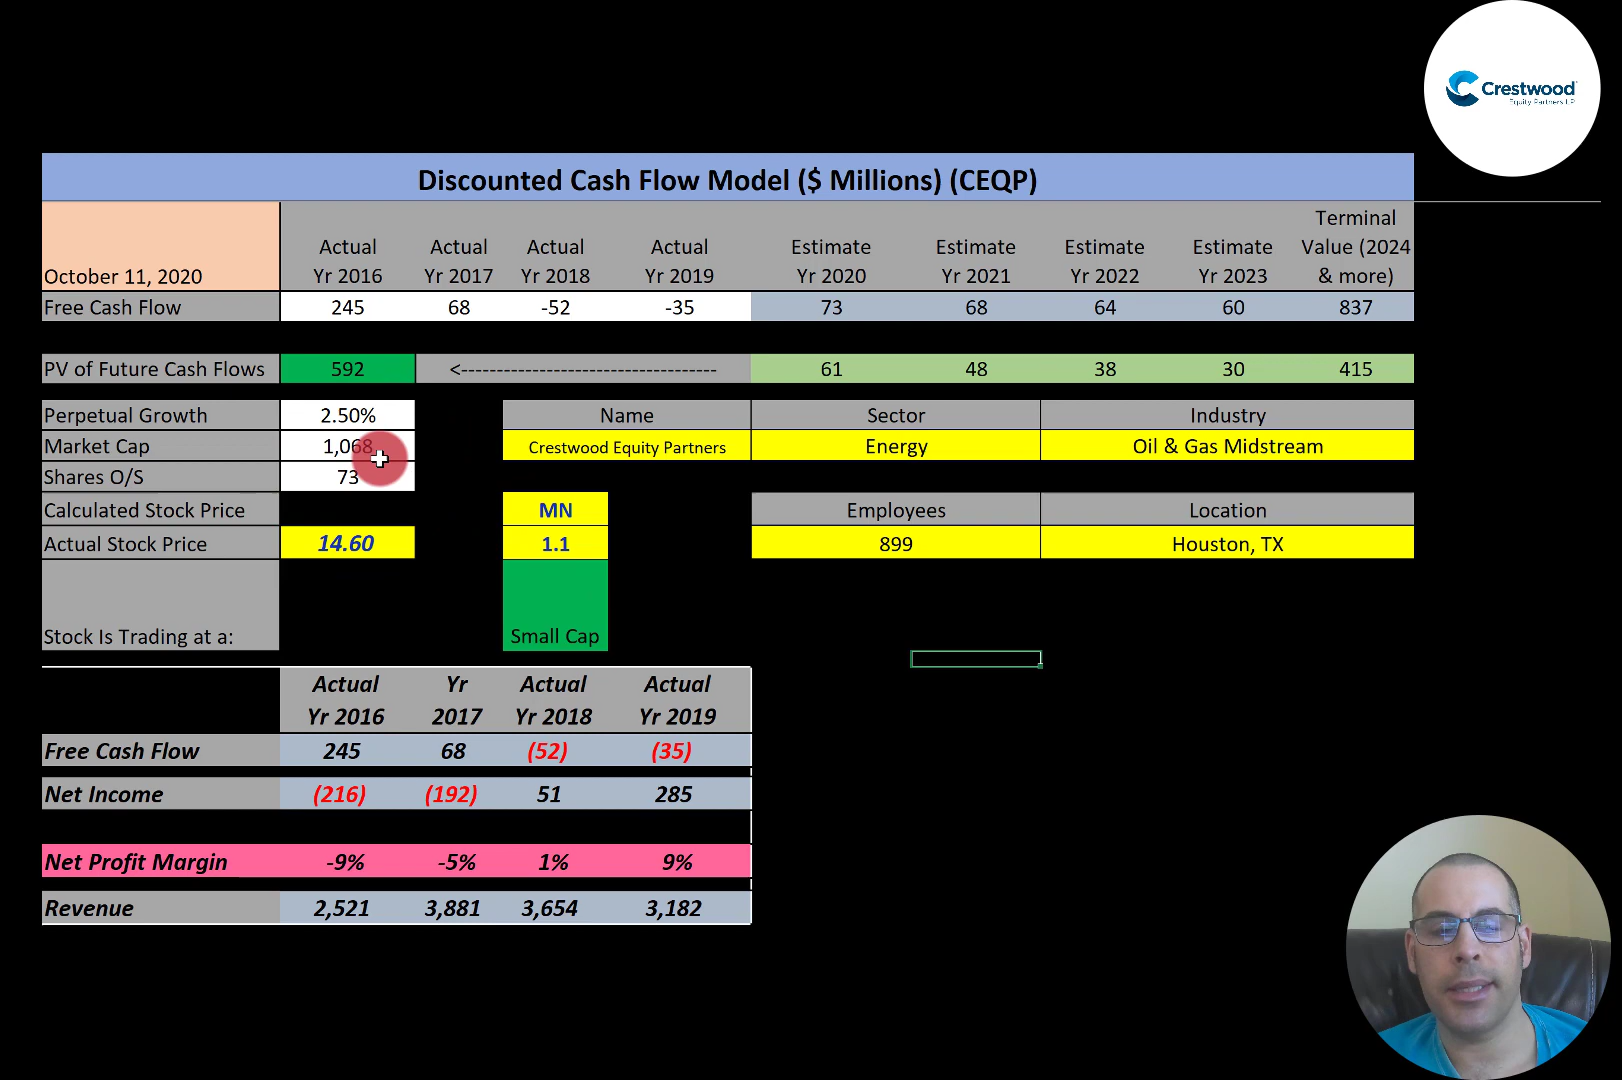 Crestwood
Equity Partners LP
Discounted Cash Flow Model ($ Millions) (CEQP)
October 11, 2020 Actual Yr 2016 Actual Yr 2017 Actual Yr 2018 Actual Yr 2019 Estimate Yr 2020 Estimate Yr 2021 Estimate Yr 2022 Estimate Yr 2023 Terminal Value (2024 & more)
Free Cash Flow 245 68 -52 -35 73 68 64 60 837
PV of Future Cash Flows 592 <------------------------------------ 61 48 38 30 415
Perpetual Growth 2.50% Name Sector Industry
Market Cap 1,068 Crestwood Equity Partners Energy Oil & Gas Midstream
Shares O/S 73
Calculated Stock Price MN Employees Location
Actual Stock Price 14.60 1.1 899 Houston, TX
Stock Is Trading at a: Small Cap
Actual Yr 2016 Yr 2017 Actual Yr 2018 Actual Yr 2019
Free Cash Flow 245 68 (52) (35)
Net Income (216) (192) 51 285
Net Profit Margin -9% -5% 1% 9%
Revenue 2,521 3,881 3,654 3,182